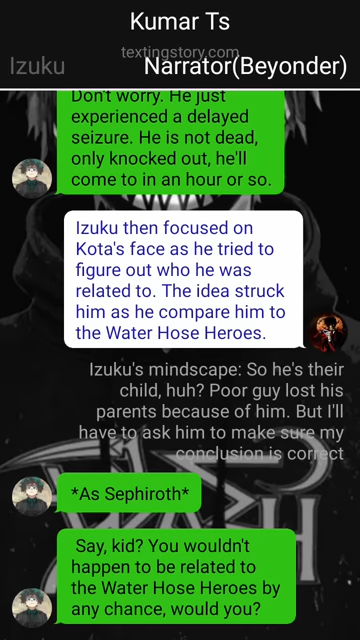 Kumar Ts
textingstory.com
Izuku Narrator(Beyonder)
Don't worry. He just
experienced a delayed
seizure. He is not dead,
only knocked out, he'll
come to in an hour or so.
Izuku then focused on
Kota's face as he tried to
figure out who he was
related to. The idea struck
him as he compare him to
the Water Hose Heroes.
Izuku's mindscape: So he's their
child, huh? Poor guy lost his
parents because of him. But I'll
have to ask him to make sure my
conclusion is correct
*As Sephiroth*
Say, kid? You wouldn't
happen to be related to
the Water Hose Heroes by
any chance, would you?